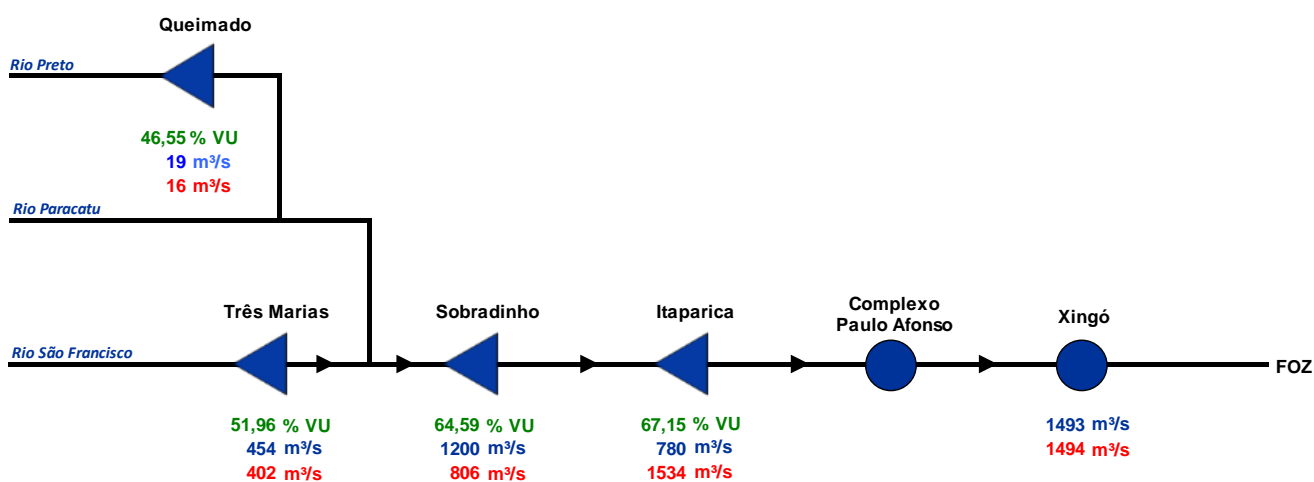 Queimado
Rio Preto
46,55 % VU
19 m³/s
16 m³/s
Rio Paracatu
Três Marias
Sobradinho
Itaparica
Complexo
Paulo Afonso
Xingó
Rio São Francisco
FOZ
51,96 % VU
454 m³/s
402 m³/s
64,59 % VU
1200 m³/s
806 m³/s
67,15 % VU
780 m³/s
1534 m³/s
1493 m³/s
1494 m³/s